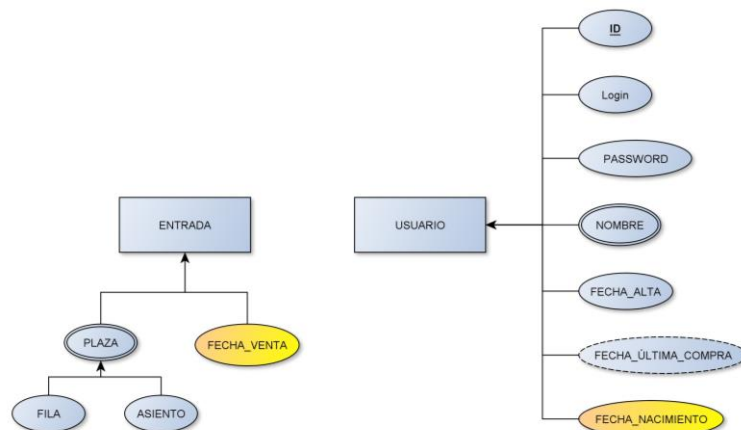 ID
Login
PASSWORD
ENTRADA
USUARIO
NOMBRE
FECHA_ALTA
PLAZA
FECHA_VENTA
FECHA_ÚLTIMA_COMPRA
FILA
ASIENTO
FECHA_NACIMIENTO